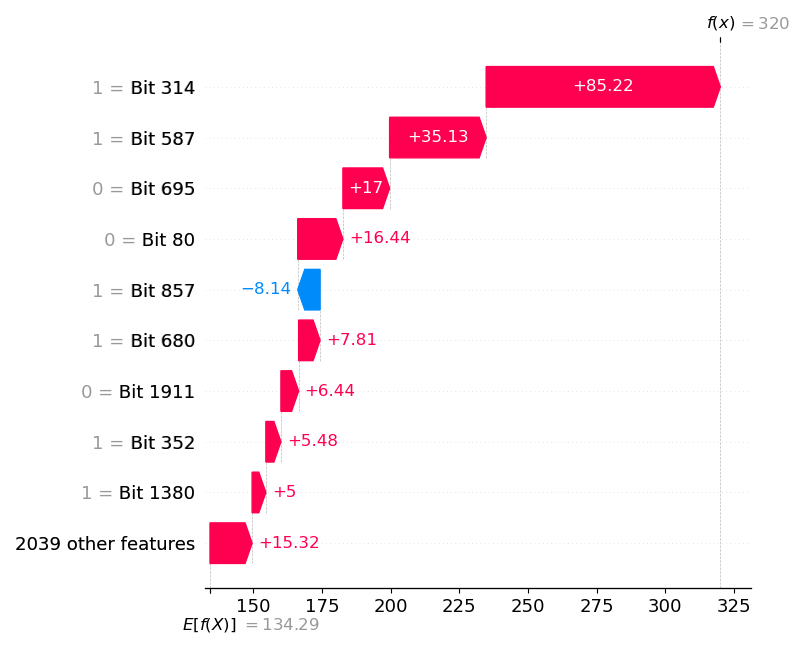 f(x) = 320
1 = Bit 314 +85.22
1 = Bit 587 +35.13
0 = Bit 695 +17
0 = Bit 80 +16.44
1 = Bit 857 −8.14
1 = Bit 680 +7.81
0 = Bit 1911 +6.44
1 = Bit 352 +5.48
1 = Bit 1380 +5
2039 other features +15.32
150 175 200 225 250 275 300 325
E[f(X)] = 134.29